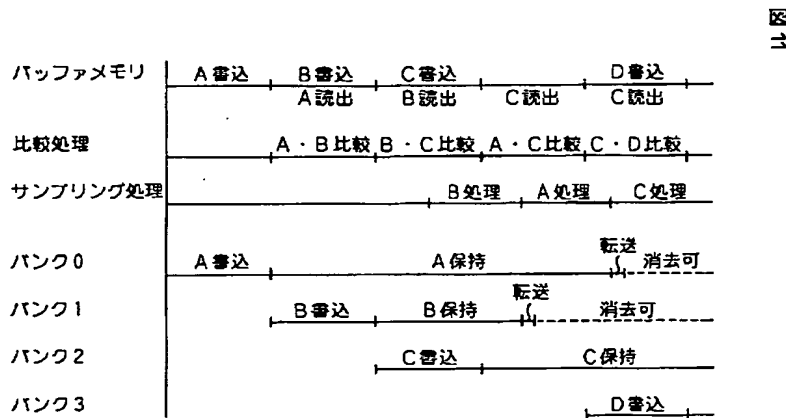 図11
バッファメモリ A書込 B書込 C書込 D書込
A読出 B読出 C読出 C読出
比較処理 A・B比較 B・C比較 A・C比較 C・D比較
サンプリング処理 B処理 A処理 C処理
バンク0 A書込 A保持 転送 消去可
バンク1 B書込 B保持 転送 消去可
バンク2 C書込 C保持
バンク3 D書込